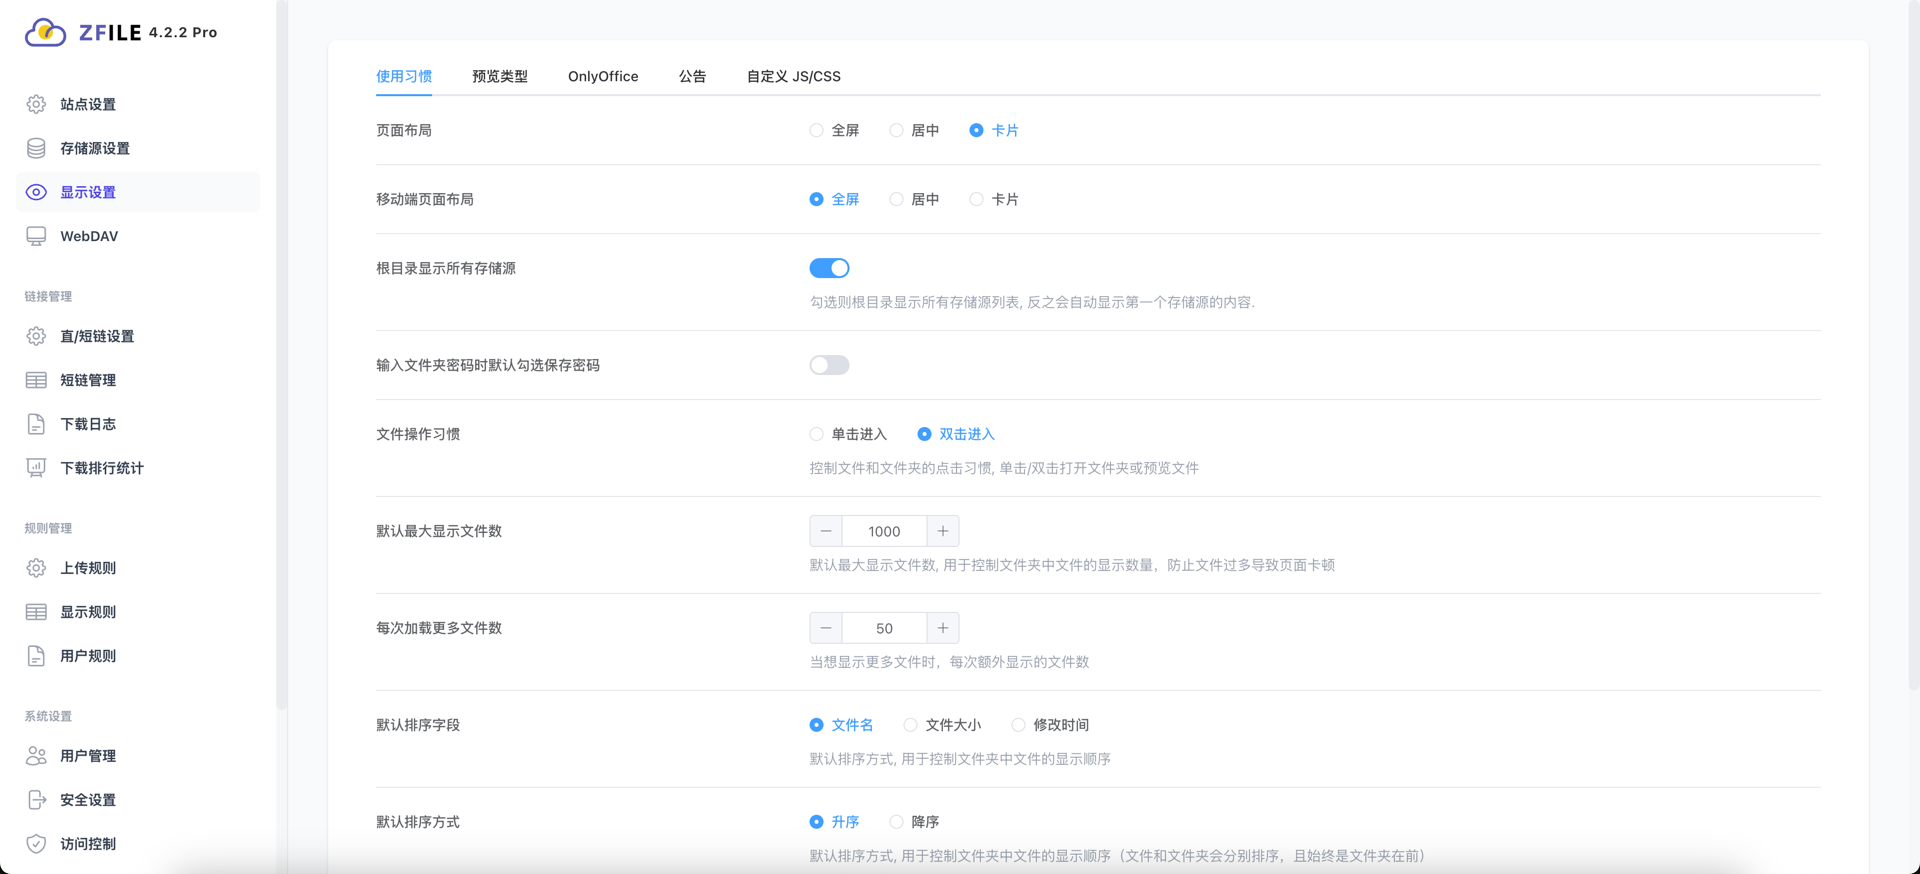 ZFILE 4.2.2 Pro
站点设置
存储源设置
显示设置
WebDAV
链接管理
直/短链设置
短链管理
下载日志
下载排行统计
规则管理
上传规则
显示规则
用户规则
系统设置
用户管理
安全设置
访问控制
使用习惯 预览类型 OnlyOffice 公告 自定义 JS/CSS
页面布局 全屏 居中 卡片
移动端页面布局 全屏 居中 卡片
根目录显示所有存储源
勾选则根目录显示所有存储源列表, 反之会自动显示第一个存储源的内容.
输入文件夹密码时默认勾选保存密码
文件操作习惯 单击进入 双击进入
控制文件和文件夹的点击习惯, 单击/双击打开文件夹或预览文件
默认最大显示文件数 1000
默认最大显示文件数, 用于控制文件夹中文件的显示数量，防止文件过多导致页面卡顿
每次加载更多文件数 50
当想显示更多文件时，每次额外显示的文件数
默认排序字段 文件名 文件大小 修改时间
默认排序方式, 用于控制文件夹中文件的显示顺序
默认排序方式 升序 降序
默认排序方式, 用于控制文件夹中文件的显示顺序（文件和文件夹会分别排序，且始终是文件夹在前）